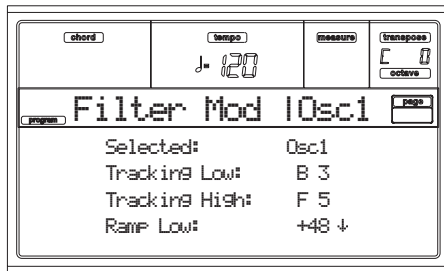 chord tempo measure transpose
♩= 120 C 0
octave
program Filter Mod |Osc1 page
Selected: Osc1
Tracking Low: B 3
Tracking High: F 5
Ramp Low: +48 ↓